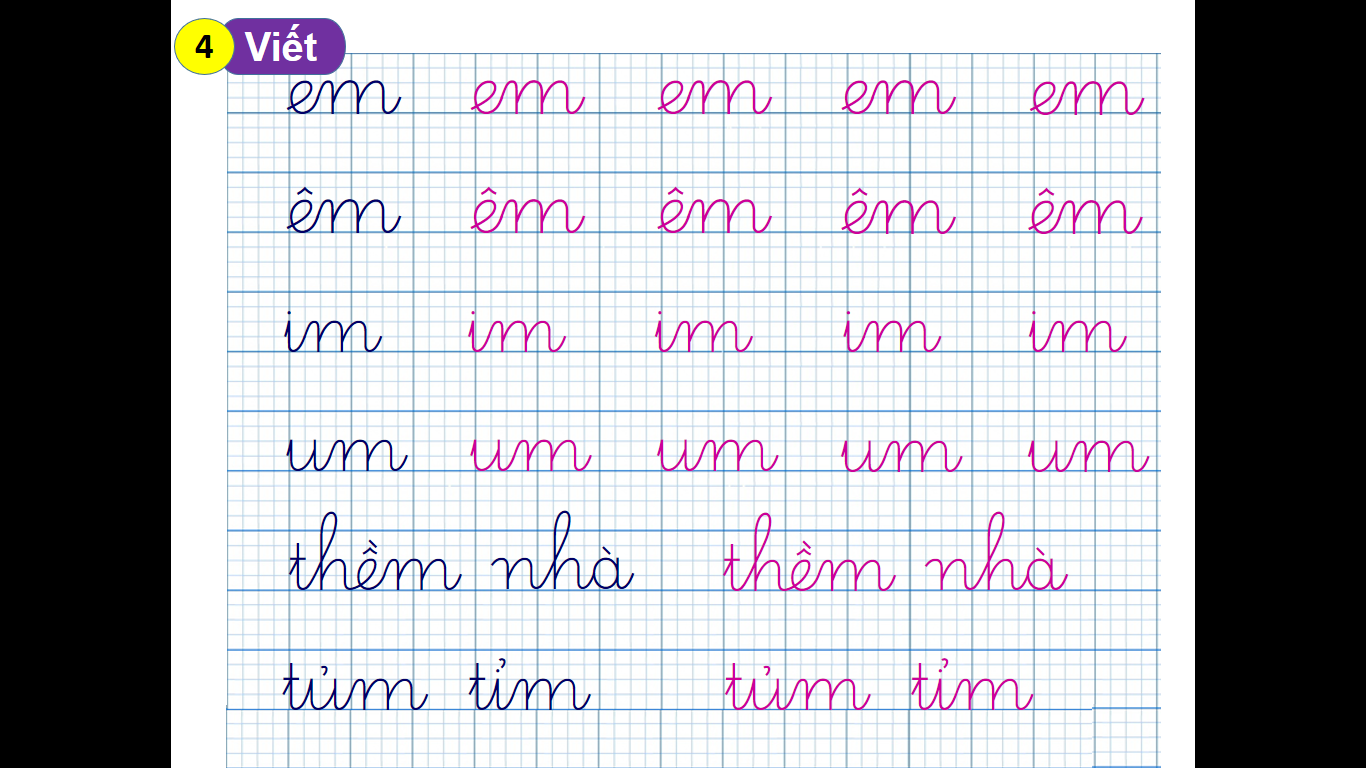 4 Viết
em em em em em
êm êm êm êm êm
im im im im im
um um um um um
thềm nhà thềm nhà
tủm tỉm tủm tỉm